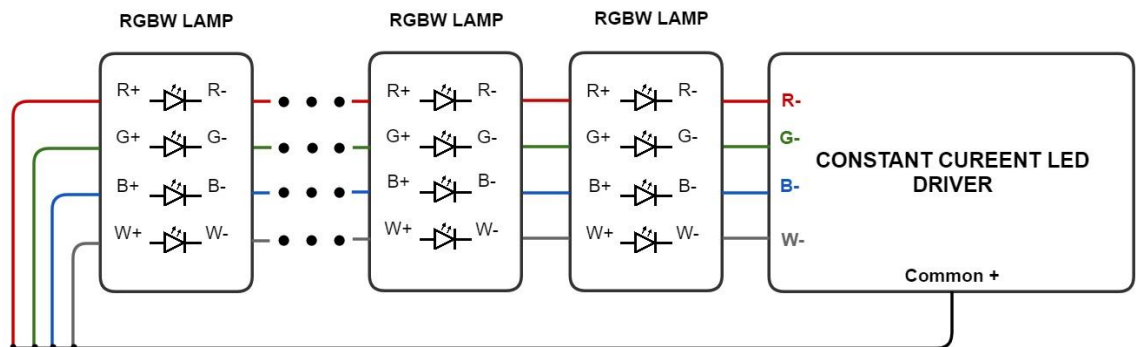 RGBW LAMP
RGBW LAMP
RGBW LAMP
R+ R- R+ R- R+ R- R-
G+ G- G+ G- G+ G- G-
B+ B- B+ B- B+ B- B-
W+ W- W+ W- W+ W- W-
CONSTANT CUREENT LED
DRIVER
Common +